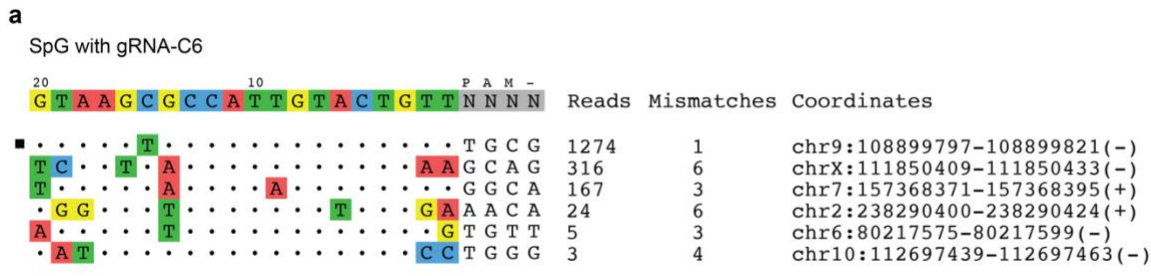 a
SpG with gRNA-C6
20 10 P A M -
G T A A G C G C C A T T G T A C T G T T N N N N Reads Mismatches Coordinates
■ · · · · · T · · · · · · · · · · · · · · T G C G 1274 1 chr9:108899797-108899821(-)
T C · · T · A · · · · · · · · · · · A A G C A G 316 6 chrX:111850409-111850433(-)
T · · · · · A · · · · A · · · · · · · · G G C A 167 3 chr7:157368371-157368395(+)
· G G · · · T · · · · · · · T · · · G A A A C A 24 6 chr2:238290400-238290424(+)
A · · · · · T · · · · · · · · · · · · G T G T T 5 3 chr6:80217575-80217599(-)
· A T · · · · · · · · · · · · · · · C C T G G G 3 4 chr10:112697439-112697463(-)